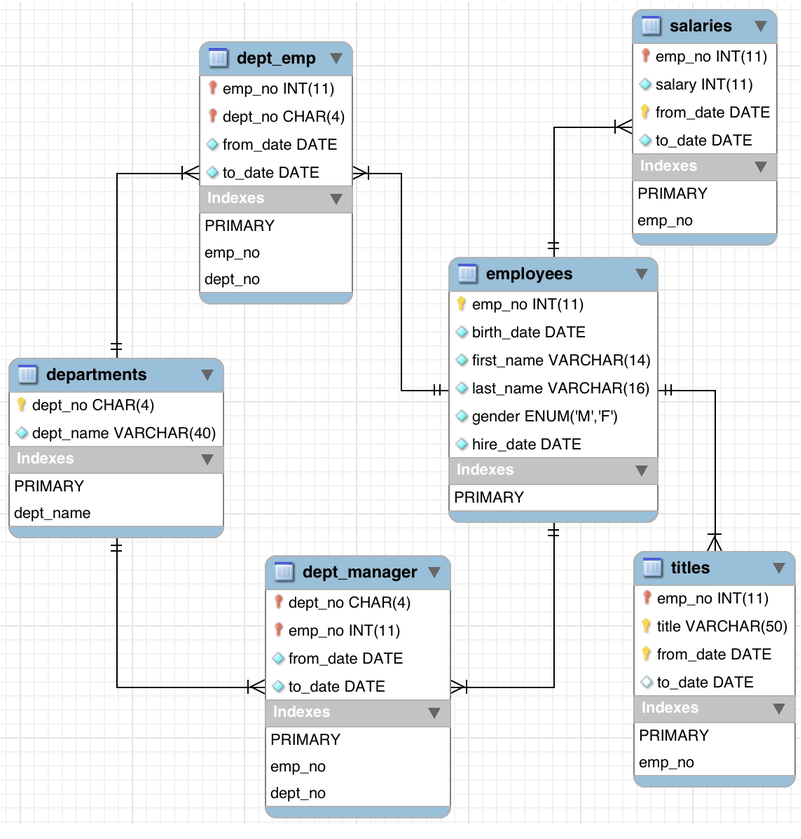 salaries
emp_no INT(11)
salary INT(11)
from_date DATE
to_date DATE
Indexes
PRIMARY
emp_no
dept_emp
emp_no INT(11)
dept_no CHAR(4)
from_date DATE
to_date DATE
Indexes
PRIMARY
emp_no
dept_no
employees
emp_no INT(11)
birth_date DATE
first_name VARCHAR(14)
last_name VARCHAR(16)
gender ENUM('M','F')
hire_date DATE
Indexes
PRIMARY
departments
dept_no CHAR(4)
dept_name VARCHAR(40)
Indexes
PRIMARY
dept_name
dept_manager
dept_no CHAR(4)
emp_no INT(11)
from_date DATE
to_date DATE
Indexes
PRIMARY
emp_no
dept_no
titles
emp_no INT(11)
title VARCHAR(50)
from_date DATE
to_date DATE
Indexes
PRIMARY
emp_no